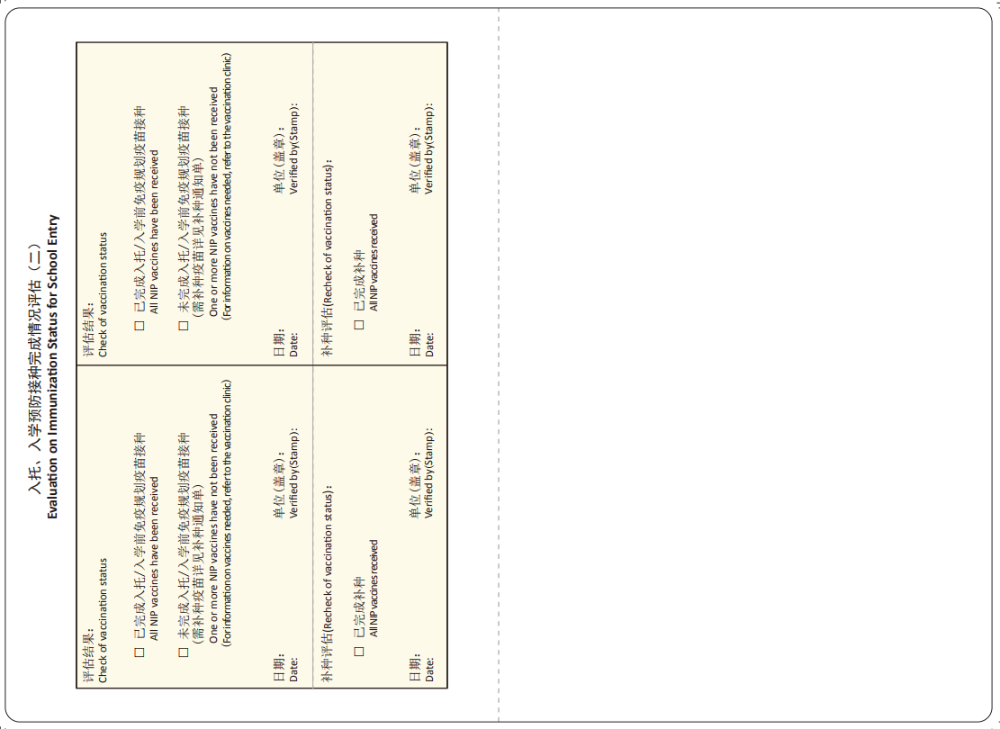 入托、入学预防接种完成情况评估（二）
Evaluation on Immunization Status for School Entry
评估结果：
Check of vaccination status
□ 已完成入托/入学前免疫规划疫苗接种
All NIP vaccines have been received
□ 未完成入托/入学前免疫规划疫苗接种
（需补种疫苗详见补种通知单）
One or more NIP vaccines have not been received
(For information on vaccines needed, refer to the vaccination clinic)
日期： 单位(盖章)：
Date: Verified by(Stamp):
补种评估(Recheck of vaccination status)：
□ 已完成补种
All NIP vaccines received
日期： 单位(盖章)：
Date: Verified by(Stamp):
评估结果：
Check of vaccination status
□ 已完成入托/入学前免疫规划疫苗接种
All NIP vaccines have been received
□ 未完成入托/入学前免疫规划疫苗接种
（需补种疫苗详见补种通知单）
One or more NIP vaccines have not been received
(For information on vaccines needed, refer to the vaccination clinic)
日期： 单位(盖章)：
Date: Verified by(Stamp):
补种评估(Recheck of vaccination status)：
□ 已完成补种
All NIP vaccines received
日期： 单位(盖章)：
Date: Verified by(Stamp):